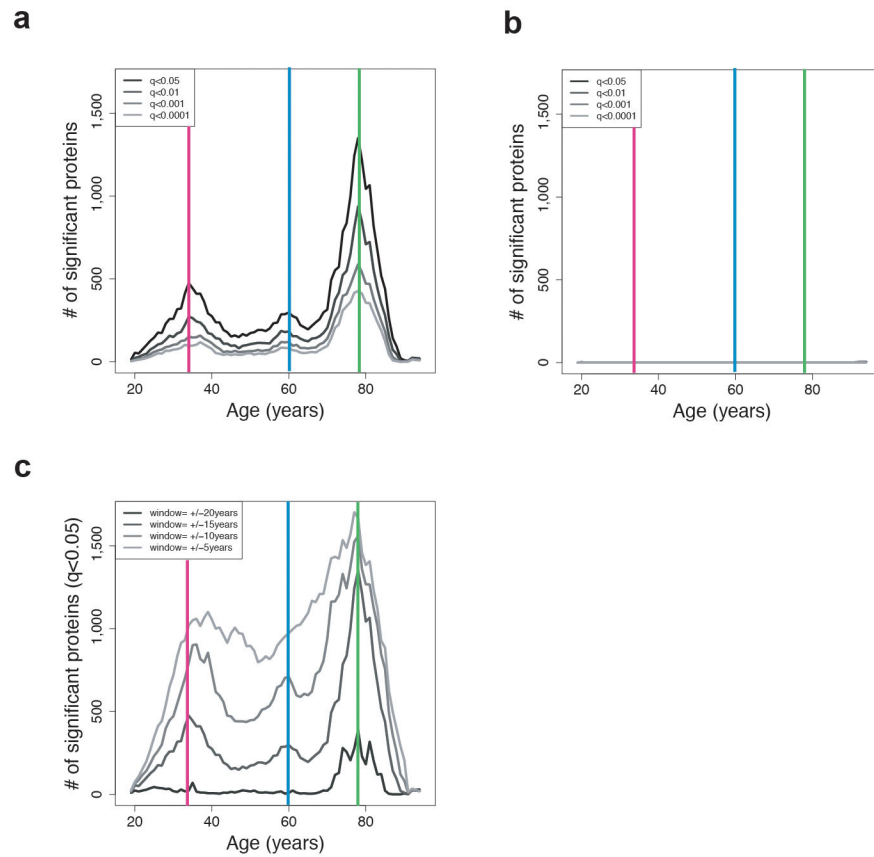 a
q<0.05
q<0.01
q<0.001
q<0.0001
# of significant proteins
0
500
1,000
1,500
20
40
60
80
Age (years)
b
q<0.05
q<0.01
q<0.001
q<0.0001
# of significant proteins
0
500
1,000
1,500
20
40
60
80
Age (years)
c
window= +/−20years
window= +/−15years
window= +/−10years
window= +/−5years
# of significant proteins (q<0.05)
0
500
1,000
1,500
20
40
60
80
Age (years)